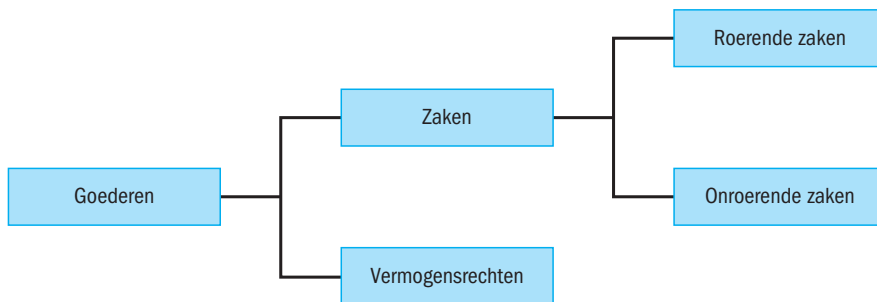 Roerende zaken
Zaken
Goederen
Onroerende zaken
Vermogensrechten